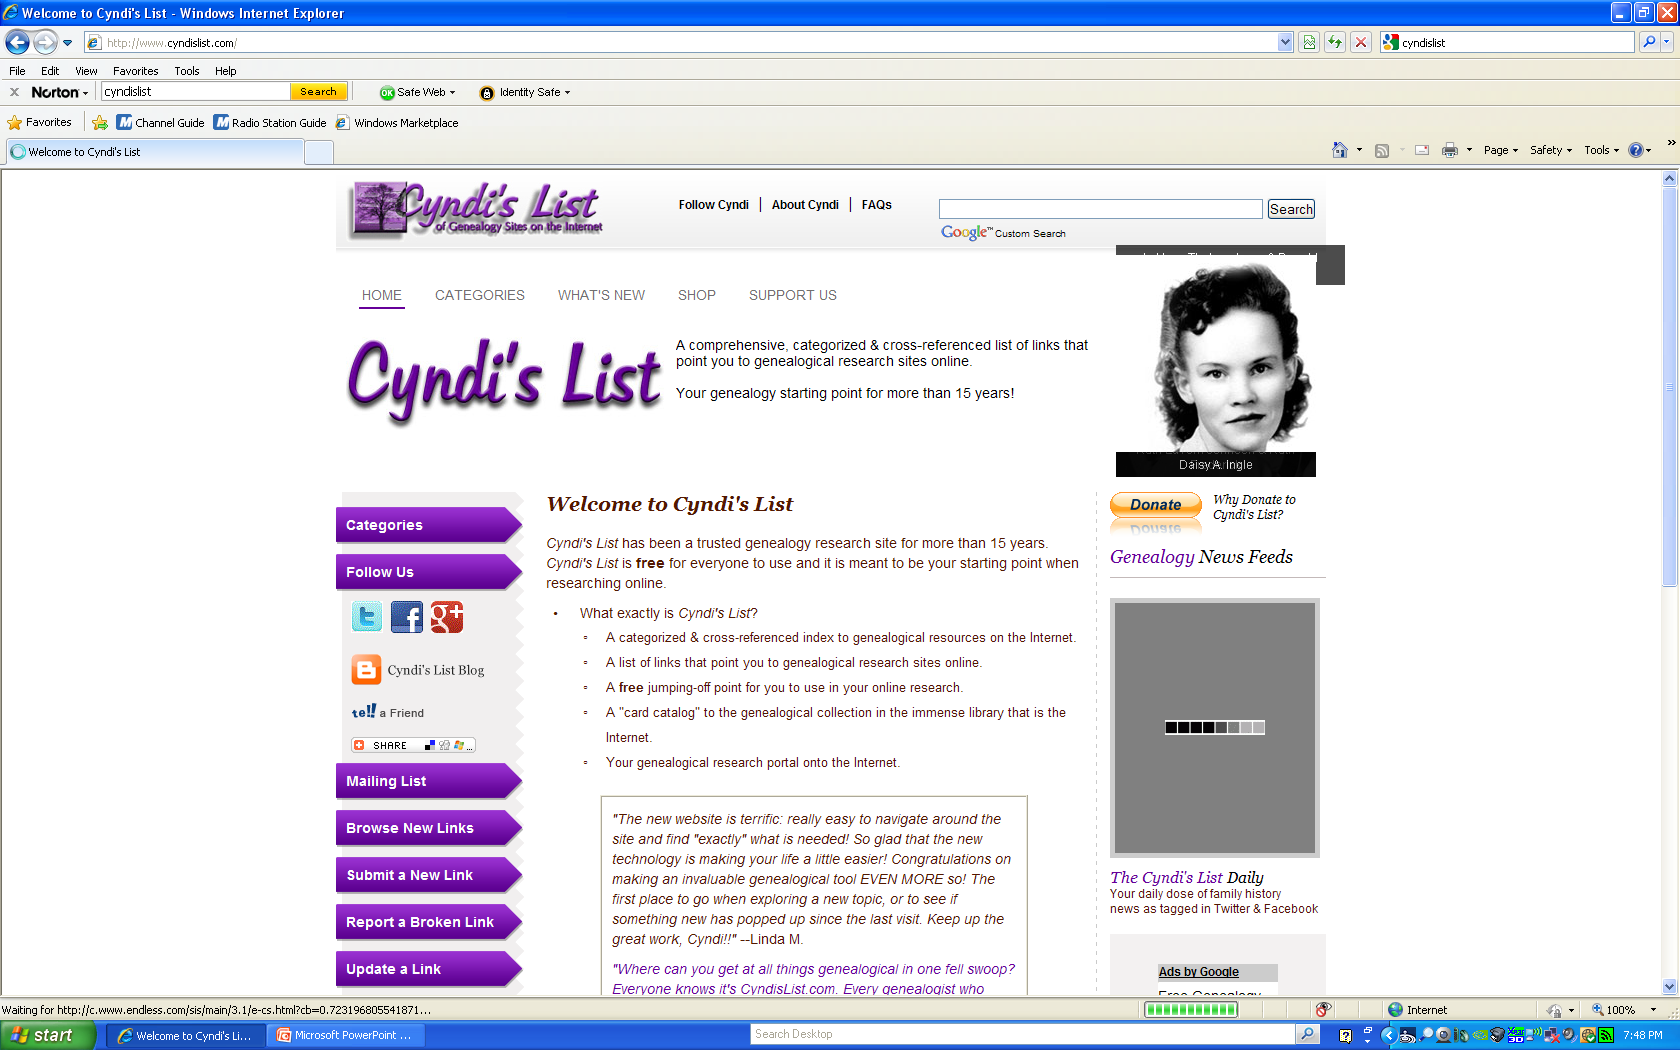 Welcome to Cyndi's List - Windows Internet Explorer
http://www.cyndislist.com/
cyndislist
File Edit View Favorites Tools Help
x Norton cyndislist Search OK Safe Web Identity Safe
Favorites Channel Guide Radio Station Guide Windows Marketplace
Welcome to Cyndi's List
Page Safety Tools
Cyndi's List
of Genealogy Sites on the Internet
Follow Cyndi | About Cyndi | FAQs
Search
Google™ Custom Search
HOME CATEGORIES WHAT'S NEW SHOP SUPPORT US
Cyndi's List
A comprehensive, categorized & cross-referenced list of links that
point you to genealogical research sites online.
Your genealogy starting point for more than 15 years!
Daisy A. Ingle
Categories
Follow Us
Cyndi's List Blog
tell a Friend
SHARE
Mailing List
Browse New Links
Submit a New Link
Report a Broken Link
Update a Link
Welcome to Cyndi's List
Cyndi's List has been a trusted genealogy research site for more than 15 years.
Cyndi's List is free for everyone to use and it is meant to be your starting point when
researching online.
• What exactly is Cyndi's List?
▫ A categorized & cross-referenced index to genealogical resources on the Internet.
▫ A list of links that point you to genealogical research sites online.
▫ A free jumping-off point for you to use in your online research.
▫ A "card catalog" to the genealogical collection in the immense library that is the
Internet.
▫ Your genealogical research portal onto the Internet.
"The new website is terrific: really easy to navigate around the
site and find "exactly" what is needed! So glad that the new
technology is making your life a little easier! Congratulations on
making an invaluable genealogical tool EVEN MORE so! The
first place to go when exploring a new topic, or to see if
something new has popped up since the last visit. Keep up the
great work, Cyndi!!" --Linda M.
"Where can you get at all things genealogical in one fell swoop?
Everyone knows it's CyndisList.com. Every genealogist who
Donate
Why Donate to
Cyndi's List?
Genealogy News Feeds
The Cyndi's List Daily
Your daily dose of family history
news as tagged in Twitter & Facebook
Ads by Google
Free Genealogy
Waiting for http://c.www.endless.com/sis/main/3.1/e-cs.html?cb=0.723196805541871...
Internet
100%
start
Welcome to Cyndi's Li...
Microsoft PowerPoint ...
Search Desktop
7:48 PM